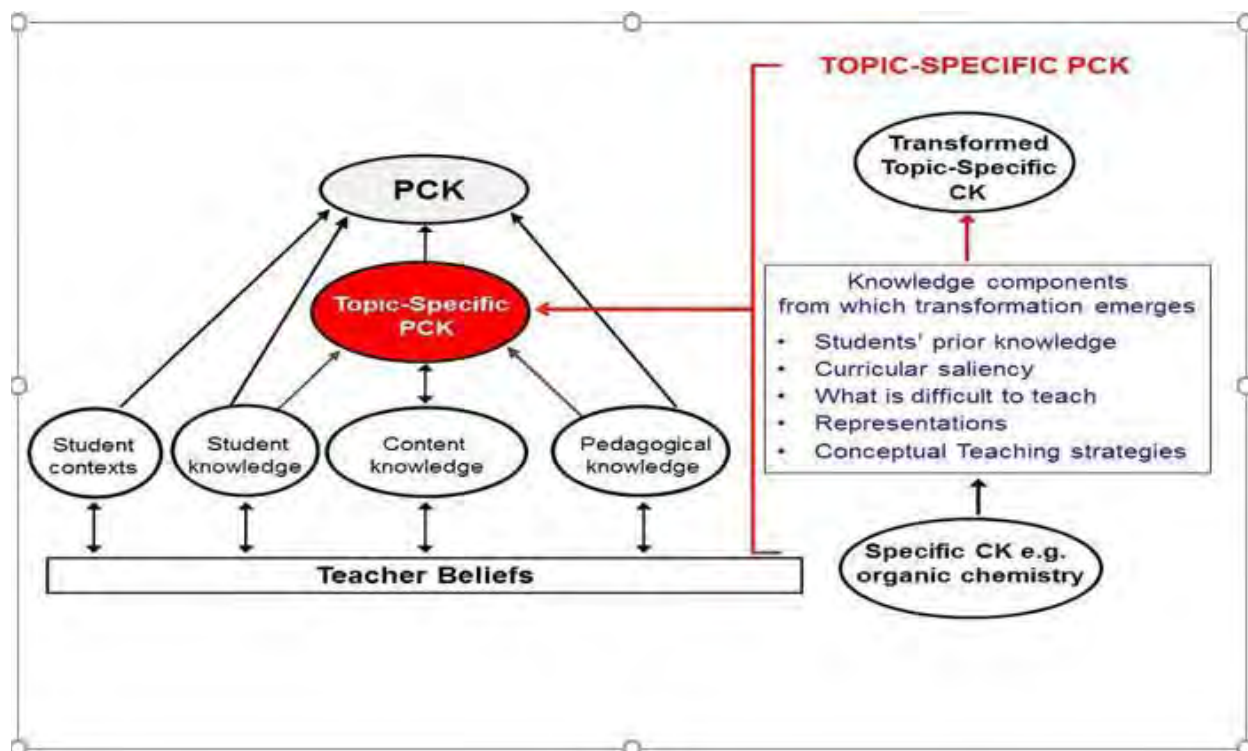 TOPIC-SPECIFIC PCK
PCK
Topic-Specific
PCK
Student
contexts
Student
knowledge
Content
knowledge
Pedagogical
knowledge
Teacher Beliefs
Transformed
Topic-Specific
CK
Knowledge components
from which transformation emerges
• Students' prior knowledge
• Curricular saliency
• What is difficult to teach
• Representations
• Conceptual Teaching strategies
Specific CK e.g.
organic chemistry